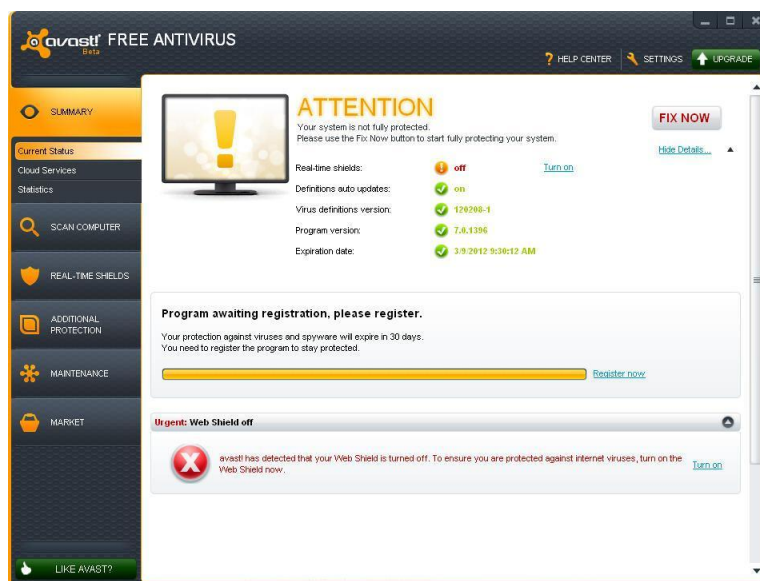 avast! FREE ANTIVIRUS
Beta
HELP CENTER
SETTINGS
UPGRADE
SUMMARY
Current Status
Cloud Services
Statistics
SCAN COMPUTER
REAL-TIME SHIELDS
ADDITIONAL
PROTECTION
MAINTENANCE
MARKET
LIKE AVAST?
ATTENTION
Your system is not fully protected.
Please use the Fix Now button to start fully protecting your system.
FIX NOW
Hide Details...
Real-time shields: off Turn on
Definitions auto updates: on
Virus definitions version: 120208-1
Program version: 7.0.1396
Expiration date: 3/9/2012 9:30:12 AM
Program awaiting registration, please register.
Your protection against viruses and spyware will expire in 30 days.
You need to register the program to stay protected.
Register now
Urgent: Web Shield off
avast! has detected that your Web Shield is turned off. To ensure you are protected against internet viruses, turn on the
Web Shield now.
Turn on